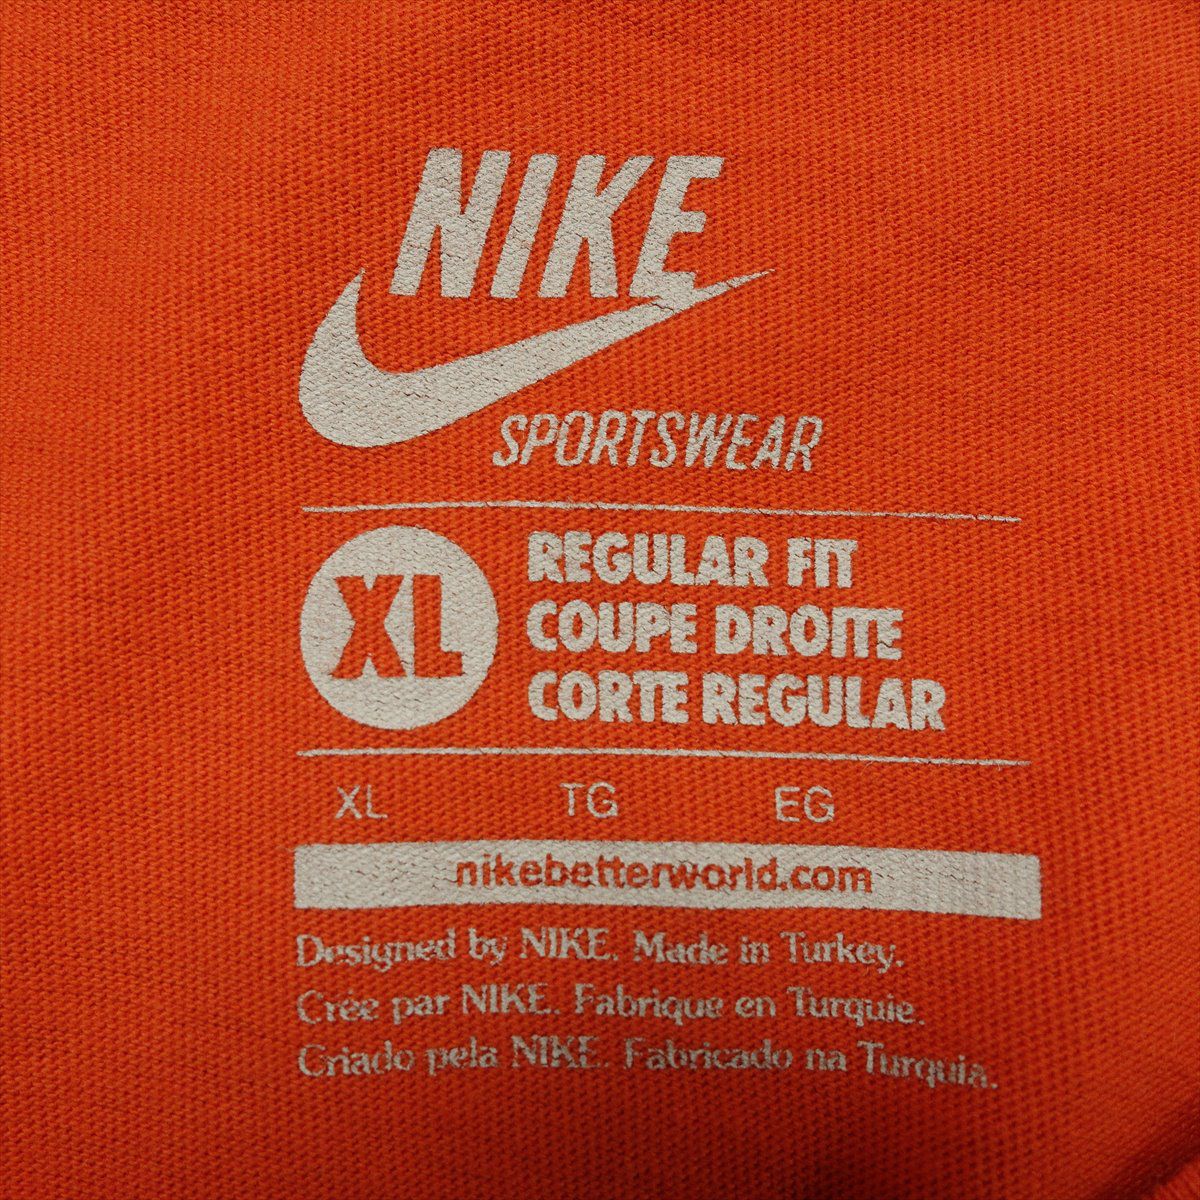 NIKE
SPORTSWEAR
XL
REGULAR FIT
COUPE DROITE
CORTE REGULAR
XL TG EG
nikebetterworld.com
Designed by NIKE. Made in Turkey.
Crée par NIKE. Fabrique en Turquie.
Criado pela NIKE. Fabricado na Turquia.